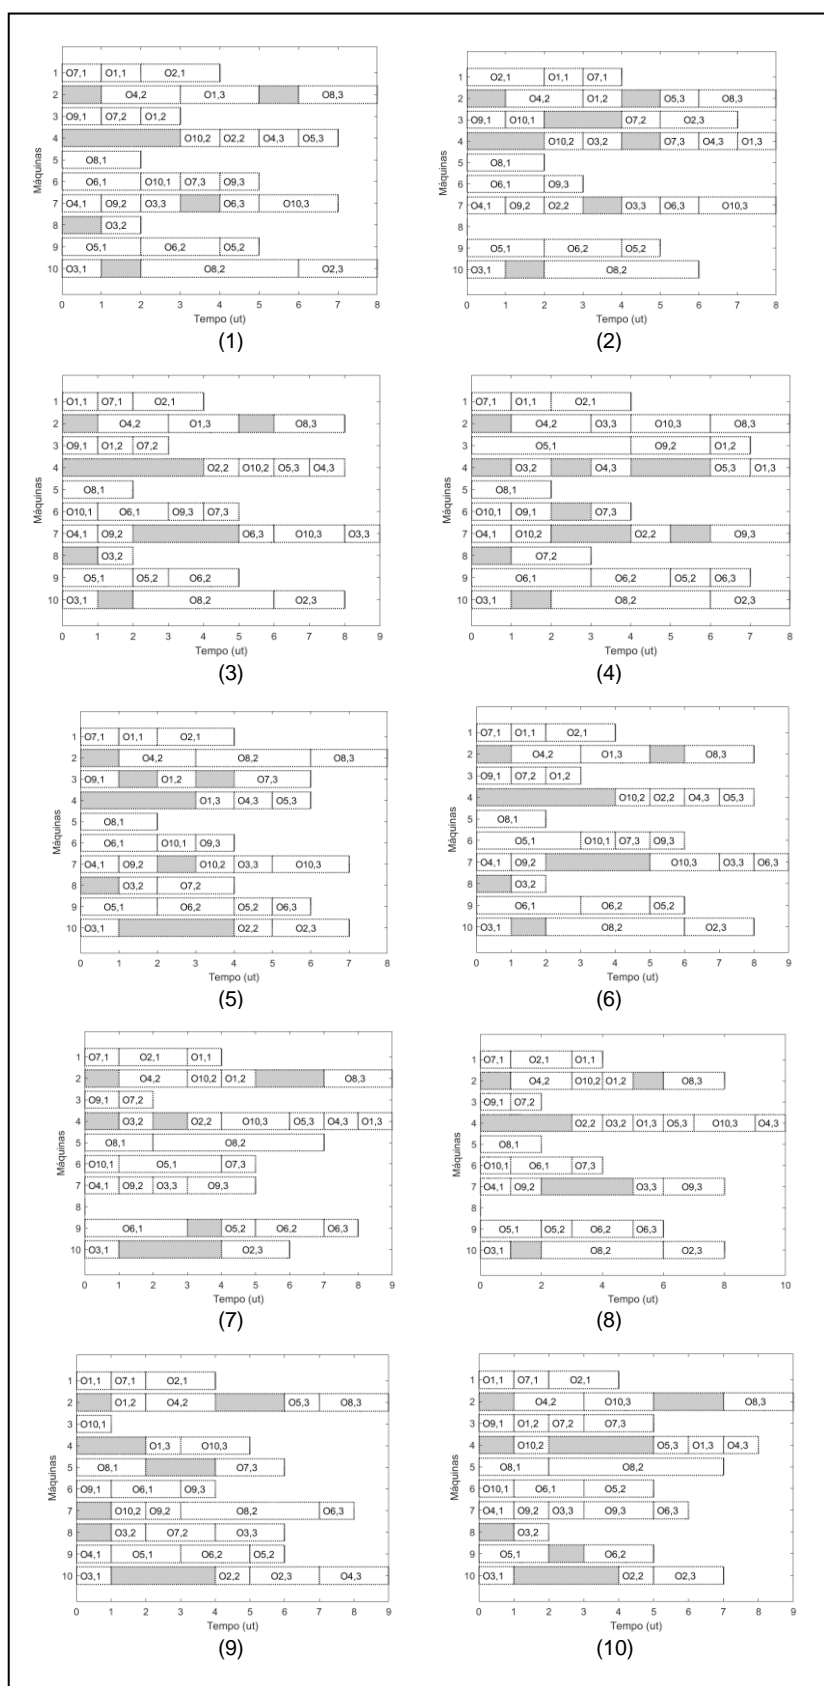 Máquinas
1 O7,1 O1,1 O2,1
2 O4,2 O1,3 O8,3
3 O9,1 O7,2 O1,2
4 O10,2 O2,2 O4,3 O5,3
5 O8,1
6 O6,1 O10,1 O7,3 O9,3
7 O4,1 O9,2 O3,3 O6,3 O10,3
8 O3,2
9 O5,1 O6,2 O5,2
10 O3,1 O8,2 O2,3
0 1 2 3 4 5 6 7 8
Tempo (ut)
(1)
Máquinas
1 O2,1 O1,1 O7,1
2 O4,2 O1,2 O5,3 O8,3
3 O9,1 O10,1 O7,2 O2,3
4 O10,2 O3,2 O7,3 O4,3 O1,3
5 O8,1
6 O6,1 O9,3
7 O4,1 O9,2 O2,2 O3,3 O6,3 O10,3
8
9 O5,1 O6,2 O5,2
10 O3,1 O8,2
0 1 2 3 4 5 6 7 8
Tempo (ut)
(2)
Máquinas
1 O1,1 O7,1 O2,1
2 O4,2 O1,3 O8,3
3 O9,1 O1,2 O7,2
4 O2,2 O10,2 O5,3 O4,3
5 O8,1
6 O10,1 O6,1 O9,3 O7,3
7 O4,1 O9,2 O6,3 O10,3 O3,3
8 O3,2
9 O5,1 O5,2 O6,2
10 O3,1 O8,2 O2,3
0 1 2 3 4 5 6 7 8 9
Tempo (ut)
(3)
Máquinas
1 O7,1 O1,1 O2,1
2 O4,2 O3,3 O10,3 O8,3
3 O5,1 O9,2 O1,2
4 O3,2 O4,3 O5,3 O1,3
5 O8,1
6 O10,1 O9,1 O7,3
7 O4,1 O10,2 O2,2 O9,3
8 O7,2
9 O6,1 O6,2 O5,2 O6,3
10 O3,1 O8,2 O2,3
0 1 2 3 4 5 6 7 8
Tempo (ut)
(4)
Máquinas
1 O7,1 O1,1 O2,1
2 O4,2 O8,2 O8,3
3 O9,1 O1,2 O7,3
4 O1,3 O4,3 O5,3
5 O8,1
6 O6,1 O10,1 O9,3
7 O4,1 O9,2 O10,2 O3,3 O10,3
8 O3,2 O7,2
9 O5,1 O6,2 O5,2 O6,3
10 O3,1 O2,2 O2,3
0 1 2 3 4 5 6 7 8
Tempo (ut)
(5)
Máquinas
1 O7,1 O1,1 O2,1
2 O4,2 O1,3 O8,3
3 O9,1 O7,2 O1,2
4 O10,2 O2,2 O4,3 O5,3
5 O8,1
6 O5,1 O10,1 O7,3 O9,3
7 O4,1 O9,2 O10,3 O3,3 O6,3
8 O3,2
9 O6,1 O6,2 O5,2
10 O3,1 O8,2 O2,3
0 1 2 3 4 5 6 7 8 9
Tempo (ut)
(6)
Máquinas
1 O7,1 O2,1 O1,1
2 O4,2 O10,2 O1,2 O8,3
3 O9,1 O7,2
4 O3,2 O2,2 O10,3 O5,3 O4,3 O1,3
5 O8,1 O8,2
6 O10,1 O5,1 O7,3
7 O4,1 O9,2 O3,3 O9,3
8
9 O6,1 O5,2 O6,2 O6,3
10 O3,1 O2,3
0 1 2 3 4 5 6 7 8 9
Tempo (ut)
(7)
Máquinas
1 O7,1 O2,1 O1,1
2 O4,2 O10,2 O1,2 O8,3
3 O9,1 O7,2
4 O2,2 O3,2 O1,3 O5,3 O10,3 O4,3
5 O8,1
6 O10,1 O6,1 O7,3
7 O4,1 O9,2 O3,3 O9,3
8
9 O5,1 O5,2 O6,2 O6,3
10 O3,1 O8,2 O2,3
0 2 4 6 8 10
Tempo (ut)
(8)
Máquinas
1 O1,1 O7,1 O2,1
2 O1,2 O4,2 O5,3 O8,3
3 O10,1
4 O1,3 O10,3
5 O8,1 O7,3
6 O9,1 O6,1 O9,3
7 O10,2 O9,2 O8,2 O6,3
8 O3,2 O7,2 O3,3
9 O4,1 O5,1 O6,2 O5,2
10 O3,1 O2,2 O2,3 O4,3
0 1 2 3 4 5 6 7 8 9
Tempo (ut)
(9)
Máquinas
1 O1,1 O7,1 O2,1
2 O4,2 O10,3 O8,3
3 O9,1 O1,2 O7,2 O7,3
4 O10,2 O5,3 O1,3 O4,3
5 O8,1 O8,2
6 O10,1 O6,1 O5,2
7 O4,1 O9,2 O3,3 O9,3 O6,3
8 O3,2
9 O5,1 O6,2
10 O3,1 O2,2 O2,3
0 1 2 3 4 5 6 7 8 9
Tempo (ut)
(10)